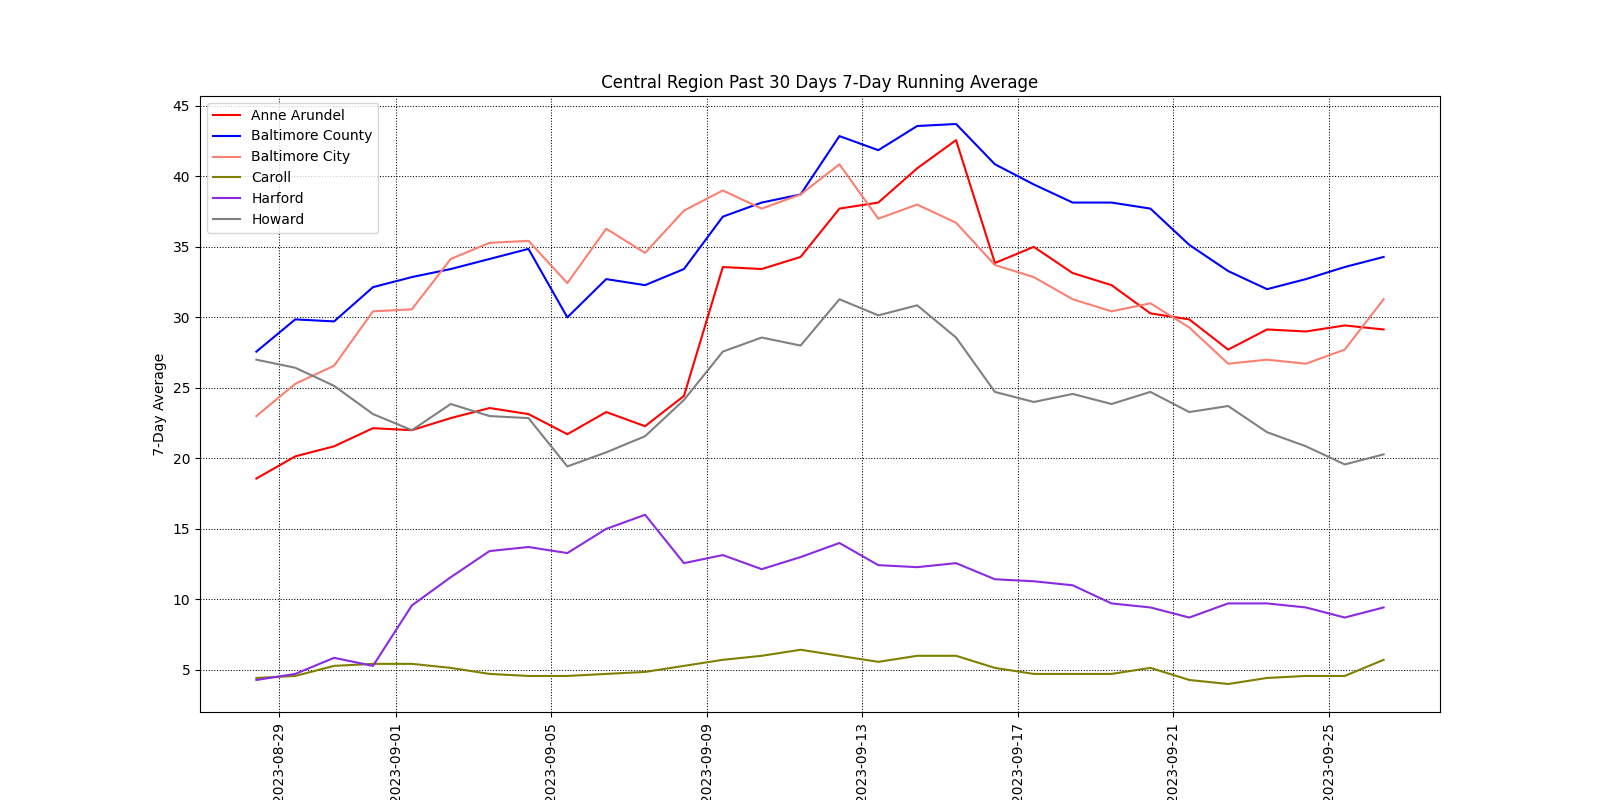 Central Region Past 30 Days 7-Day Running Average
Anne Arundel
Baltimore County
Baltimore City
Caroll
Harford
Howard
7-Day Average
45
40
35
30
25
20
15
10
5
2023-08-29
2023-09-01
2023-09-05
2023-09-09
2023-09-13
2023-09-17
2023-09-21
2023-09-25